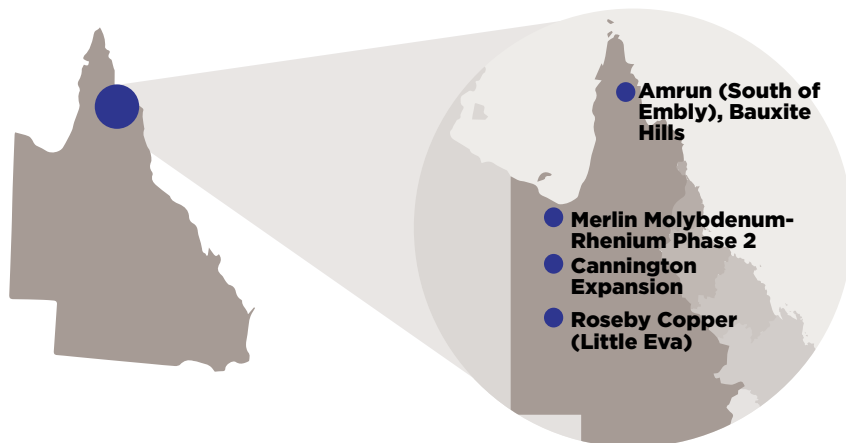 Amrun (South of
Embly), Bauxite
Hills
Merlin Molybdenum-
Rhenium Phase 2
Cannington
Expansion
Roseby Copper
(Little Eva)